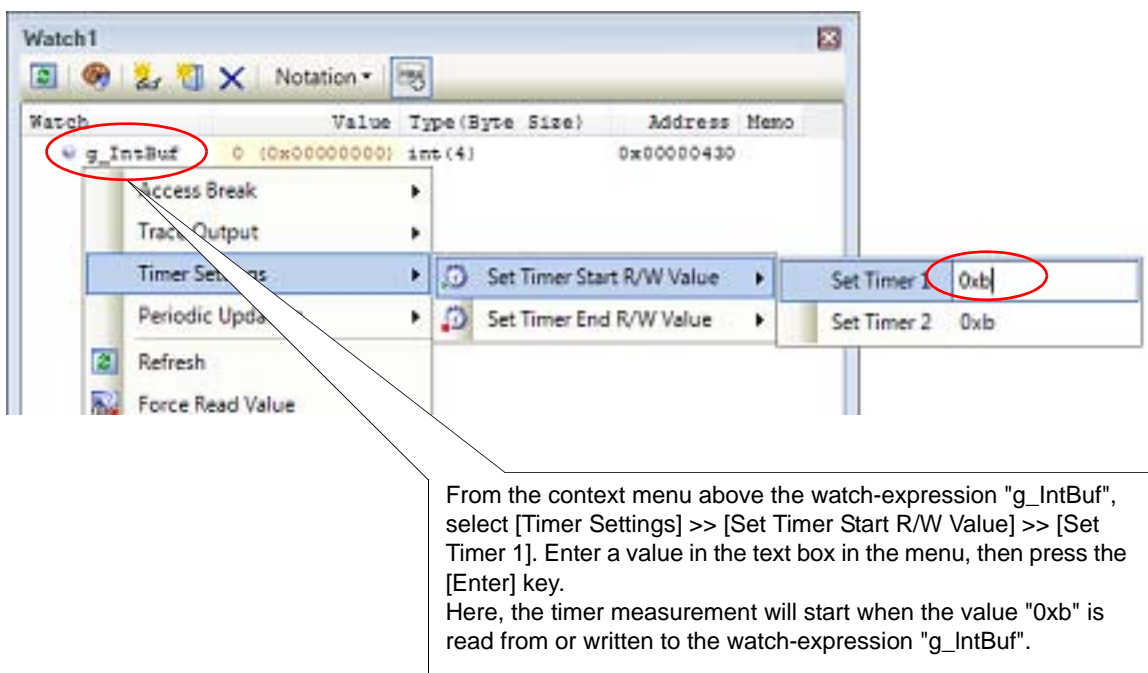 Watch1
Notation
Watch Value Type(Byte Size) Address Memo
g_IntBuf 0 (0x00000000) int(4) 0x00000430
Access Break
Trace Output
Timer Settings Set Timer Start R/W Value Set Timer 1 0xb
Periodic Set Timer End R/W Value Set Timer 2 0xb
Refresh
Force Read Value
From the context menu above the watch-expression "g_IntBuf",
select [Timer Settings] >> [Set Timer Start R/W Value] >> [Set
Timer 1]. Enter a value in the text box in the menu, then press the
[Enter] key.
Here, the timer measurement will start when the value "0xb" is
read from or written to the watch-expression "g_IntBuf".